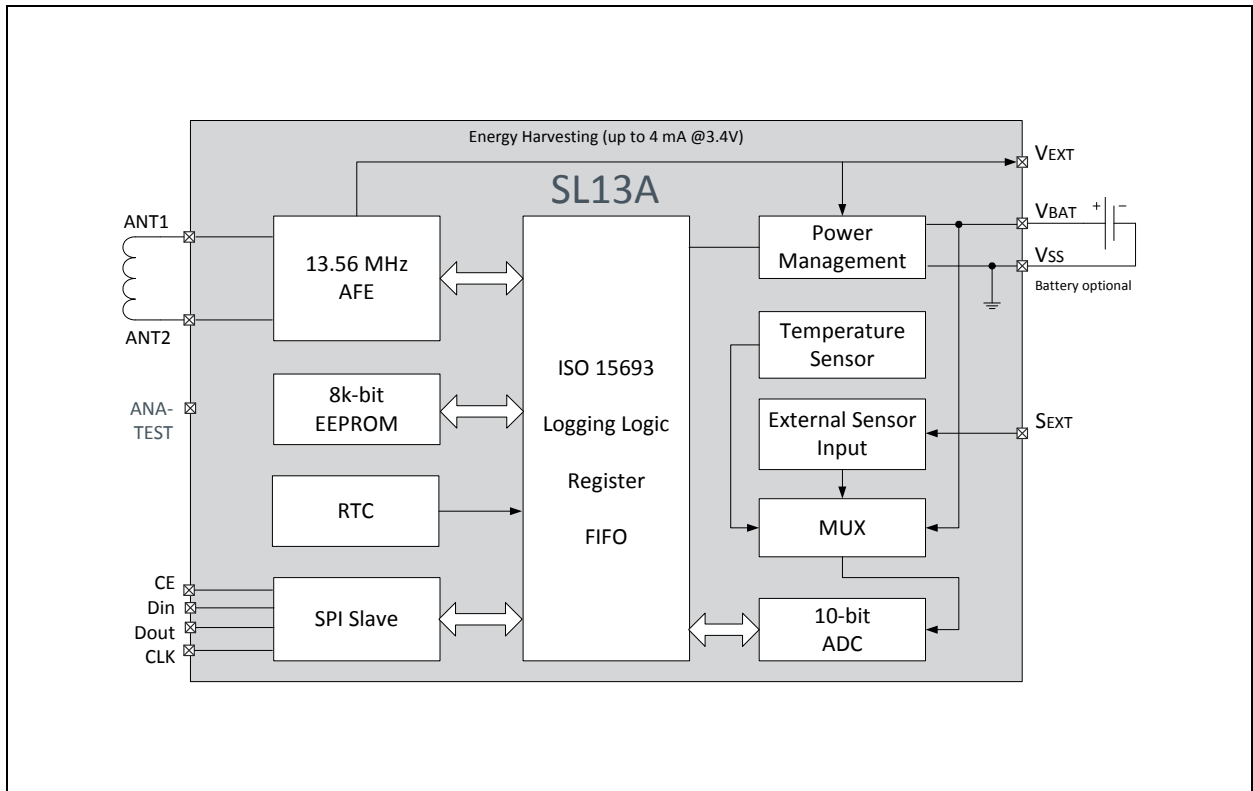 Energy Harvesting (up to 4 mA @3.4V)
SL13A
VEXT
ANT1
ANT2
13.56 MHz
AFE
Power
Management
VBAT
+
−
VSS
Battery optional
Temperature
Sensor
ISO 15693
Logging Logic
Register
FIFO
ANA-
TEST
8k-bit
EEPROM
External Sensor
Input
SEXT
RTC
MUX
CE
Din
Dout
CLK
SPI Slave
10-bit
ADC